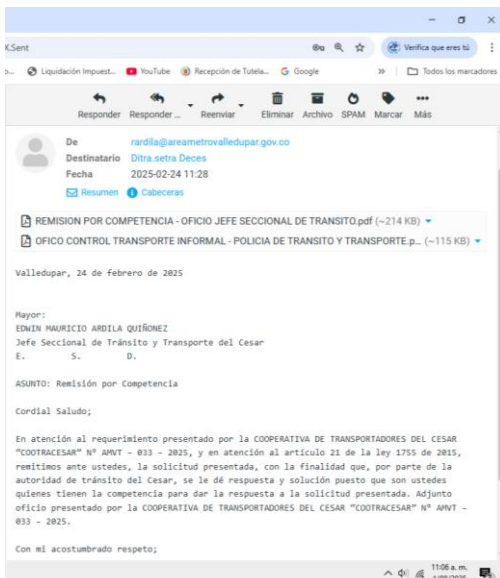 K.Sent
Verifica que eres tú
Liquidación Impuest... YouTube Recepción de Tutela... Google » Todos los marcadores
Responder Responder ... Reenviar Eliminar Archivo SPAM Marcar Más
De rardila@areametrovalledupar.gov.co
Destinatario Ditra.setra Deces
Fecha 2025-02-24 11:28
Resumen Cabeceras
REMISION POR COMPETENCIA - OFICIO JEFE SECCIONAL DE TRANSITO.pdf (~214 KB)
OFICO CONTROL TRANSPORTE INFORMAL - POLICIA DE TRANSITO Y TRANSPORTE.p... (~115 KB)
Valledupar, 24 de febrero de 2025
Mayor:
EDWIN MAURICIO ARDILA QUIÑONEZ
Jefe Seccional de Tránsito y Transporte del Cesar
E. S. D.
ASUNTO: Remisión por Competencia
Cordial Saludo;
En atención al requerimiento presentado por la COOPERATIVA DE TRANSPORTADORES DEL CESAR
"COOTRACESAR" Nº AMVT – 033 – 2025, y en atención al artículo 21 de la ley 1755 de 2015,
remitimos ante ustedes, la solicitud presentada, con la finalidad que, por parte de la
autoridad de tránsito del Cesar, se le dé respuesta y solución puesto que son ustedes
quienes tienen la competencia para dar la respuesta a la solicitud presentada. Adjunto
oficio presentado por la COOPERATIVA DE TRANSPORTADORES DEL CESAR "COOTRACESAR" Nº AMVT –
033 – 2025.
Con mi acostumbrado respeto;
11:06 a. m.